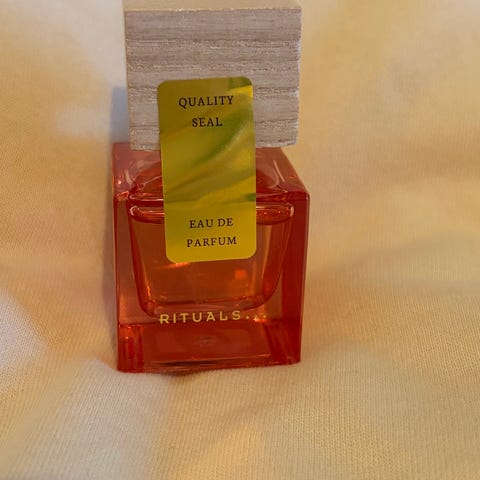 QUALITY
SEAL
EAU DE
PARFUM
RITUALS.